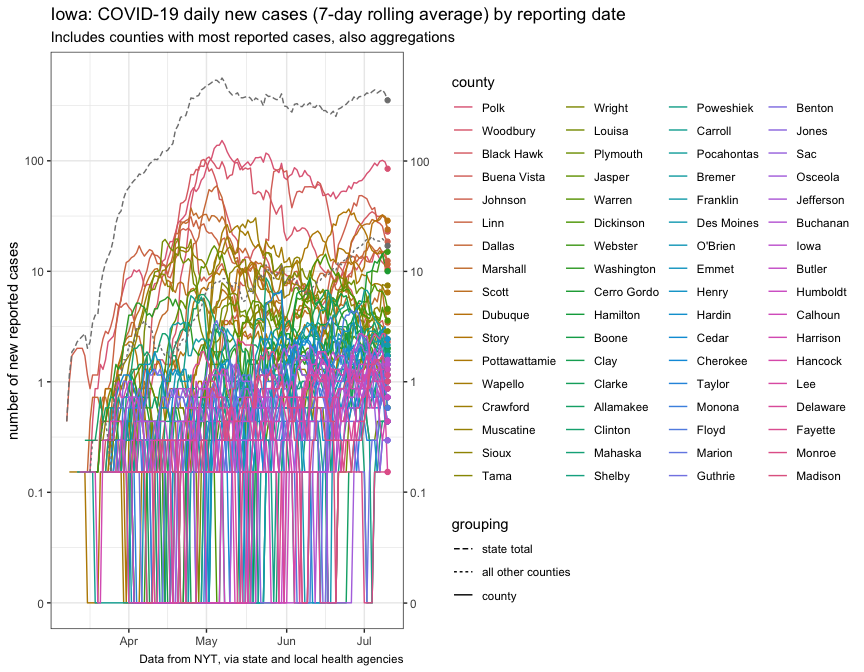 Iowa: COVID-19 daily new cases (7-day rolling average) by reporting date
Includes counties with most reported cases, also aggregations
number of new reported cases
100
10
1
0.1
0
100
10
1
0.1
0
Apr May Jun Jul
Data from NYT, via state and local health agencies
county
Polk Wright Poweshiek Benton
Woodbury Louisa Carroll Jones
Black Hawk Plymouth Pocahontas Sac
Buena Vista Jasper Bremer Osceola
Johnson Warren Franklin Jefferson
Linn Dickinson Des Moines Buchanan
Dallas Webster O'Brien Iowa
Marshall Washington Emmet Butler
Scott Cerro Gordo Henry Humboldt
Dubuque Hamilton Hardin Calhoun
Story Boone Cedar Harrison
Pottawattamie Clay Cherokee Hancock
Wapello Clarke Taylor Lee
Crawford Allamakee Monona Delaware
Muscatine Clinton Floyd Fayette
Sioux Mahaska Marion Monroe
Tama Shelby Guthrie Madison
grouping
state total
all other counties
county